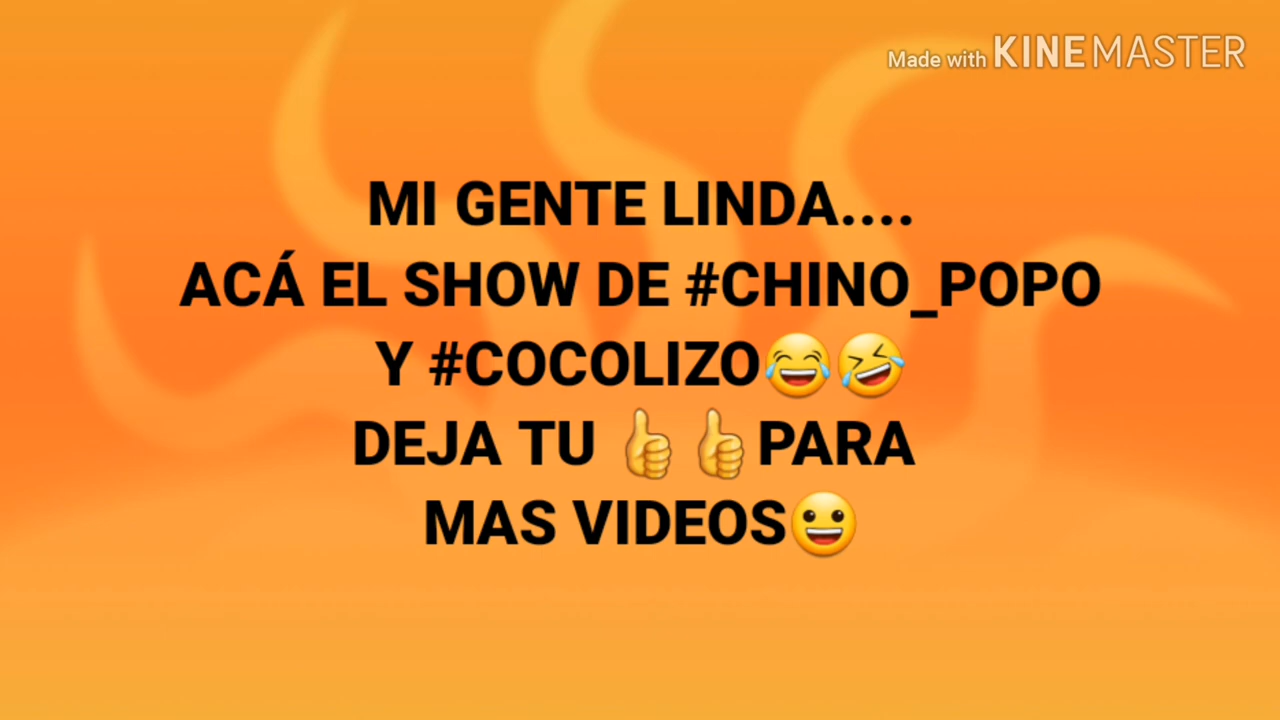 Made with KINEMASTER
MI GENTE LINDA....
ACÁ EL SHOW DE #CHINO_POPO
Y #COCOLIZO😂🤣
DEJA TU 👍👍PARA
MAS VIDEOS😀